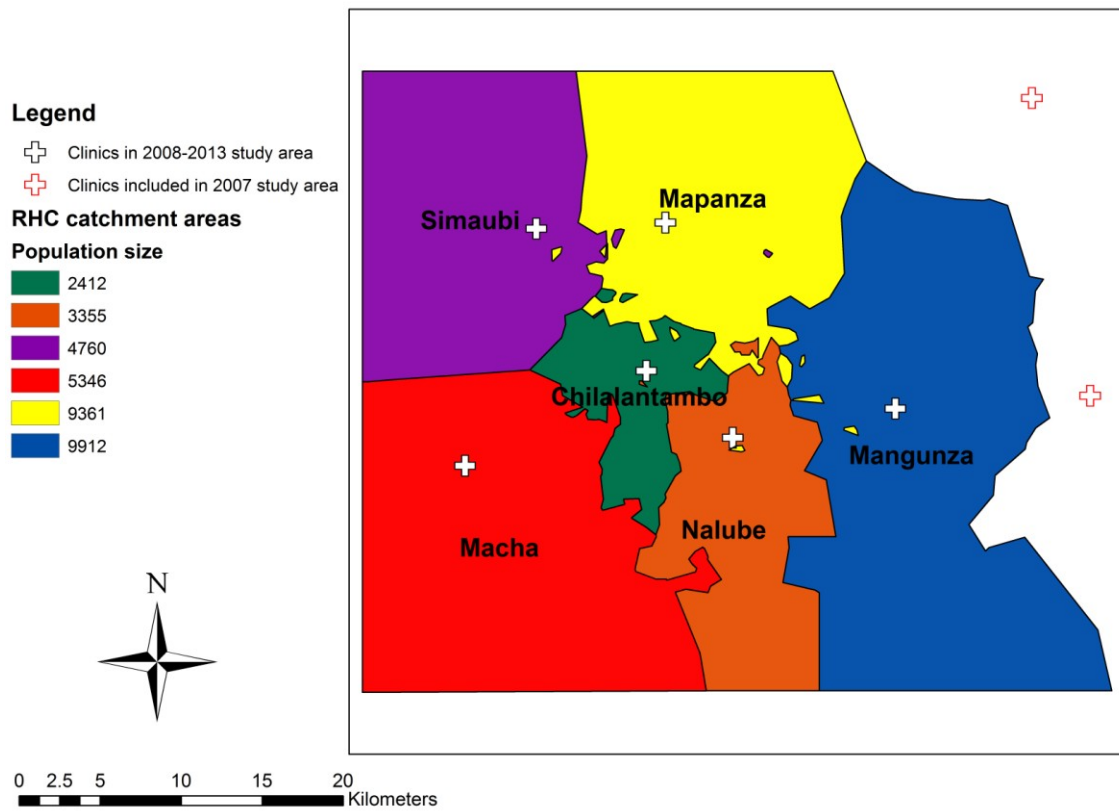 Legend
Clinics in 2008-2013 study area
Clinics included in 2007 study area
RHC catchment areas
Population size
2412
3355
4760
5346
9361
9912
N
0 2.5 5 10 15 20
Kilometers
Mapanza
Simaubi
Chilalantambo
Mangunza
Nalube
Macha